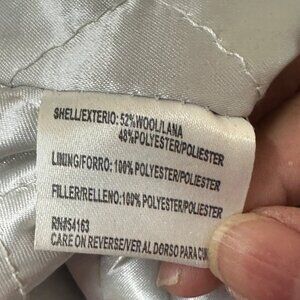 SHELL/EXTERIO: 52% WOOL/LANA
48% POLYESTER/POLIESTER
LINING/FORRO: 100% POLYESTER/POLIESTER
FILLER/RELLENO: 100% POLYESTER/POLIESTER
RN#54163
CARE ON REVERSE/VER AL DORSO PARA CUI